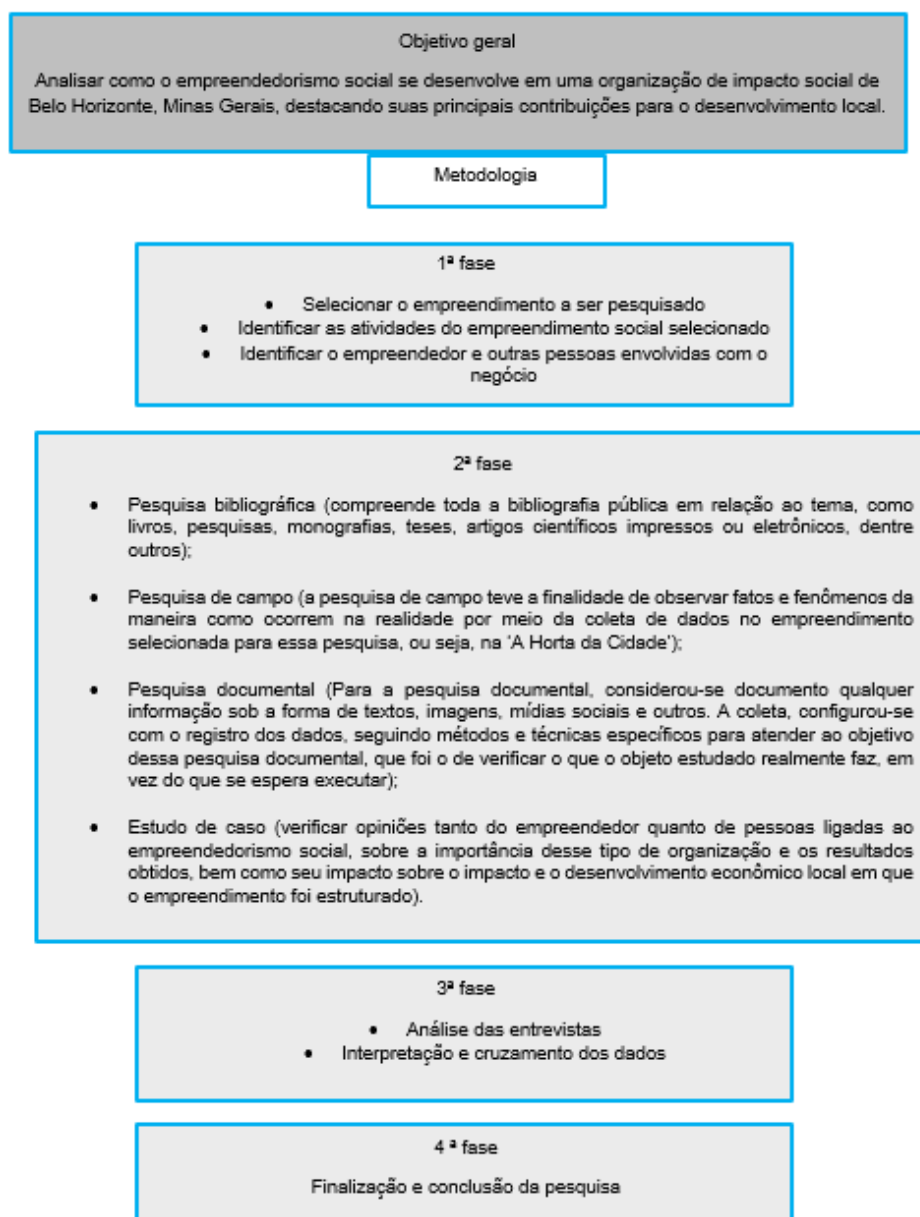 Objetivo geral
Analisar como o empreendedorismo social se desenvolve em uma organização de impacto social de
Belo Horizonte, Minas Gerais, destacando suas principais contribuições para o desenvolvimento local.
Metodologia
1ª fase
• Selecionar o empreendimento a ser pesquisado
• Identificar as atividades do empreendimento social selecionado
• Identificar o empreendedor e outras pessoas envolvidas com o
negócio
2ª fase
• Pesquisa bibliográfica (compreende toda a bibliografia pública em relação ao tema, como
livros, pesquisas, monografias, teses, artigos científicos impressos ou eletrônicos, dentre
outros);
• Pesquisa de campo (a pesquisa de campo teve a finalidade de observar fatos e fenômenos da
maneira como ocorrem na realidade por meio da coleta de dados no empreendimento
selecionada para essa pesquisa, ou seja, na 'A Horta da Cidade');
• Pesquisa documental (Para a pesquisa documental, considerou-se documento qualquer
informação sob a forma de textos, imagens, mídias sociais e outros. A coleta, configurou-se
com o registro dos dados, seguindo métodos e técnicas específicos para atender ao objetivo
dessa pesquisa documental, que foi o de verificar o que o objeto estudado realmente faz, em
vez do que se espera executar);
• Estudo de caso (verificar opiniões tanto do empreendedor quanto de pessoas ligadas ao
empreendedorismo social, sobre a importância desse tipo de organização e os resultados
obtidos, bem como seu impacto sobre o impacto e o desenvolvimento econômico local em que
o empreendimento foi estruturado).
3ª fase
• Análise das entrevistas
• Interpretação e cruzamento dos dados
4 ª fase
Finalização e conclusão da pesquisa